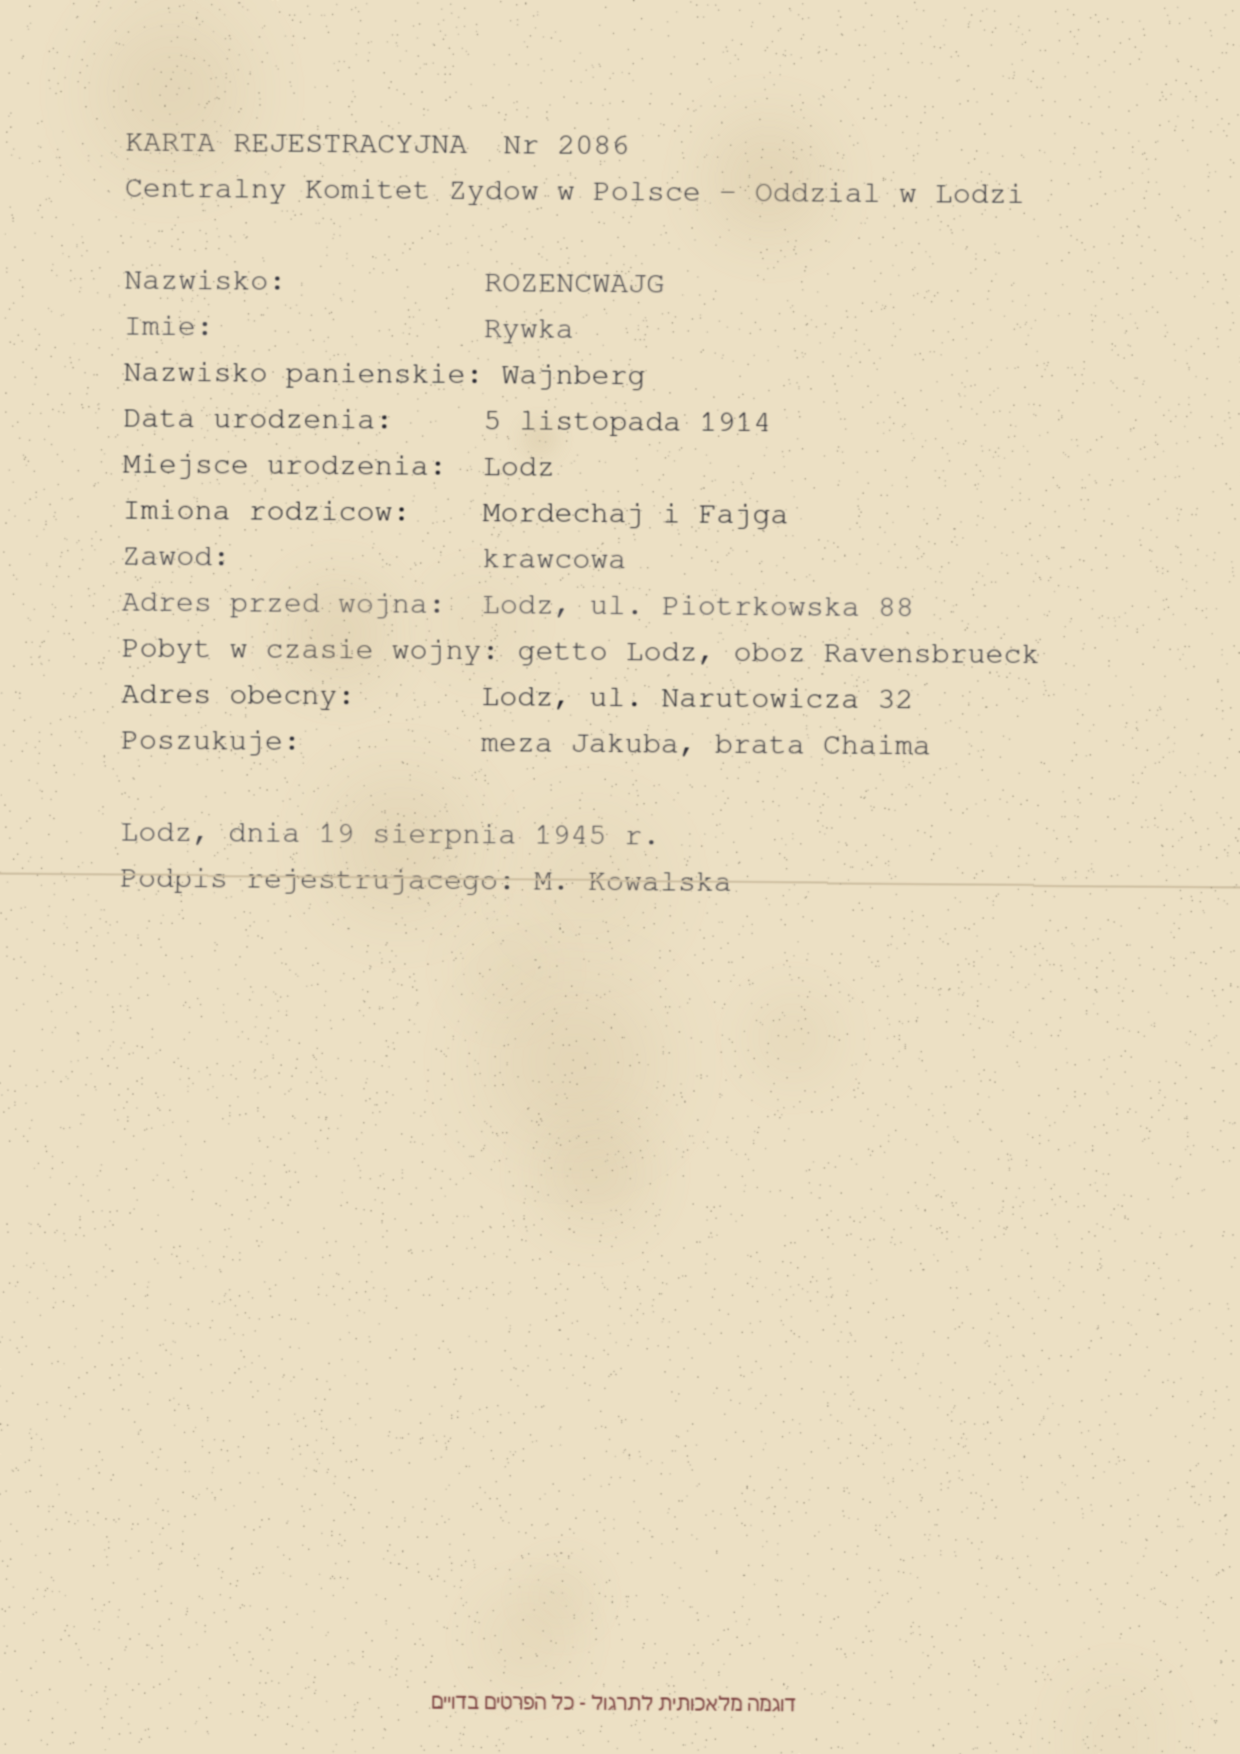 KARTA REJESTRACYJNA  Nr 2086
Centralny Komitet Zydow w Polsce - Oddzial w Lodzi
Nazwisko: ROZENCWAJG
Imie: Rywka
Nazwisko panienskie: Wajnberg
Data urodzenia: 5 listopada 1914
Miejsce urodzenia: Lodz
Imiona rodzicow: Mordechaj i Fajga
Zawod: krawcowa
Adres przed wojna: Lodz, ul. Piotrkowska 88
Pobyt w czasie wojny: getto Lodz, oboz Ravensbrueck
Adres obecny: Lodz, ul. Narutowicza 32
Poszukuje: meza Jakuba, brata Chaima
Lodz, dnia 19 sierpnia 1945 r.
Podpis rejestrujacego: M. Kowalska
דוגמה מלאכותית לתרגול - כל הפרטים בדויים